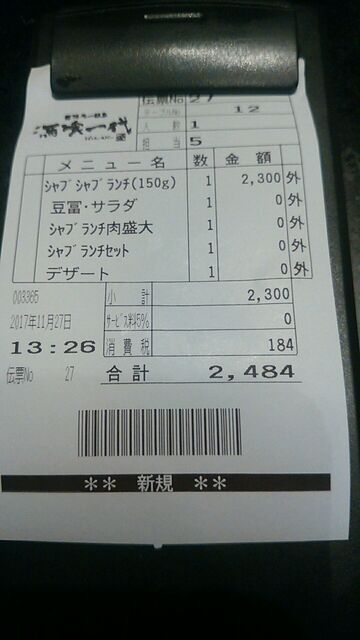 伝票No 27
テーブルNo 12
人数 1
担当 5
メニュー名 数 金額
ｼｬﾌﾞｼｬﾌﾞﾗﾝﾁ(150g) 1 2,300 外
豆富・サラダ 1 0 外
ｼｬﾌﾞﾗﾝﾁ肉盛大 1 0 外
ｼｬﾌﾞﾗﾝﾁｾｯﾄ 1 0 外
デザート 1 0 外
003365 小計 2,300
2017年11月27日 ｻｰﾋﾞｽ料5% 0
13:26 消費税 184
伝票No 27 合計 2,484
** 新規 **